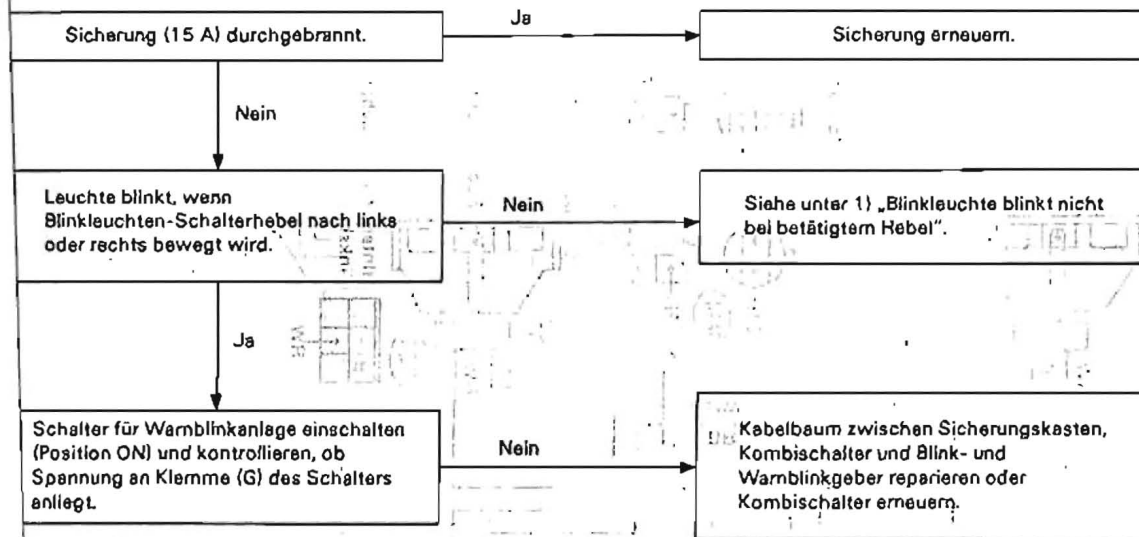 Sicherung (15 A) durchgebrannt.
Ja
Sicherung erneuern.
Nein
Leuchte blinkt, wenn
Blinkleuchten-Schalterhebel nach links
oder rechts bewegt wird.
Nein
Siehe unter 1) „Blinkleuchte blinkt nicht
bei betätigtem Hebel“.
Ja
Schalter für Warnblinkanlage einschalten
(Position ON) und kontrollieren, ob
Spannung an Klemme (G) des Schalters
anliegt.
Nein
Kabelbaum zwischen Sicherungskasten,
Kombischalter und Blink- und
Warnblinkgeber reparieren oder
Kombischalter erneuern.